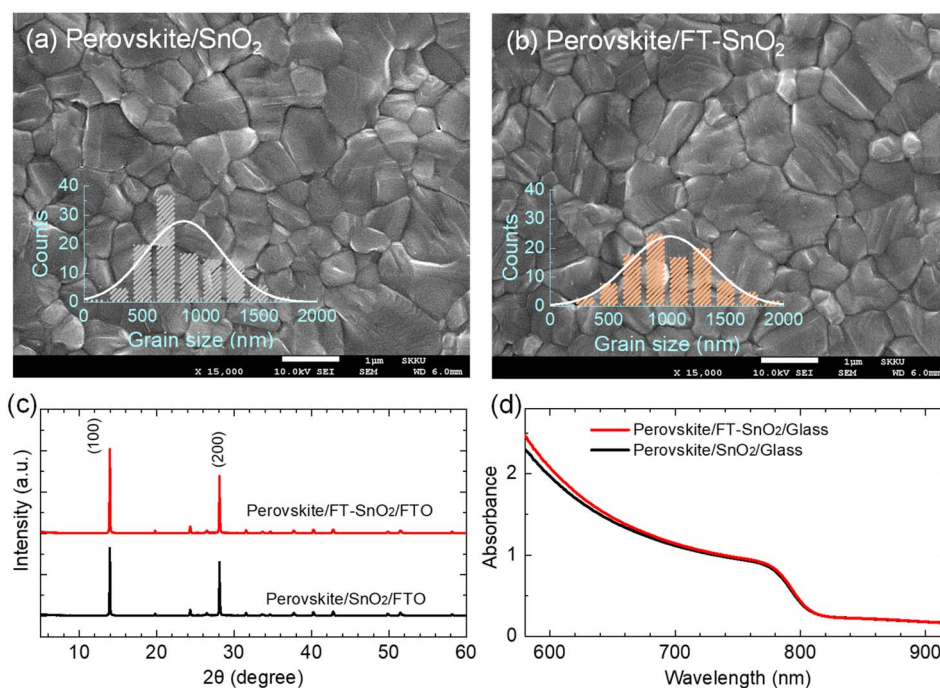 (a) Perovskite/SnO₂
40
30
20
10
0
Counts
0 500 1000 1500 2000
Grain size (nm)
1μm SKKU
X 15,000 10.0kV SEI SEM WD 6.0mm
(b) Perovskite/FT-SnO₂
40
30
20
10
0
Counts
0 500 1000 1500 2000
Grain size (nm)
1μm SKKU
X 15,000 10.0kV SEI SEM WD 6.0mm
(c)
(100)
(200)
Perovskite/FT-SnO₂/FTO
Perovskite/SnO₂/FTO
Intensity (a.u.)
10 20 30 40 50 60
2θ (degree)
(d)
Perovskite/FT-SnO₂/Glass
Perovskite/SnO₂/Glass
2
1
0
Absorbance
600 700 800 900
Wavelength (nm)